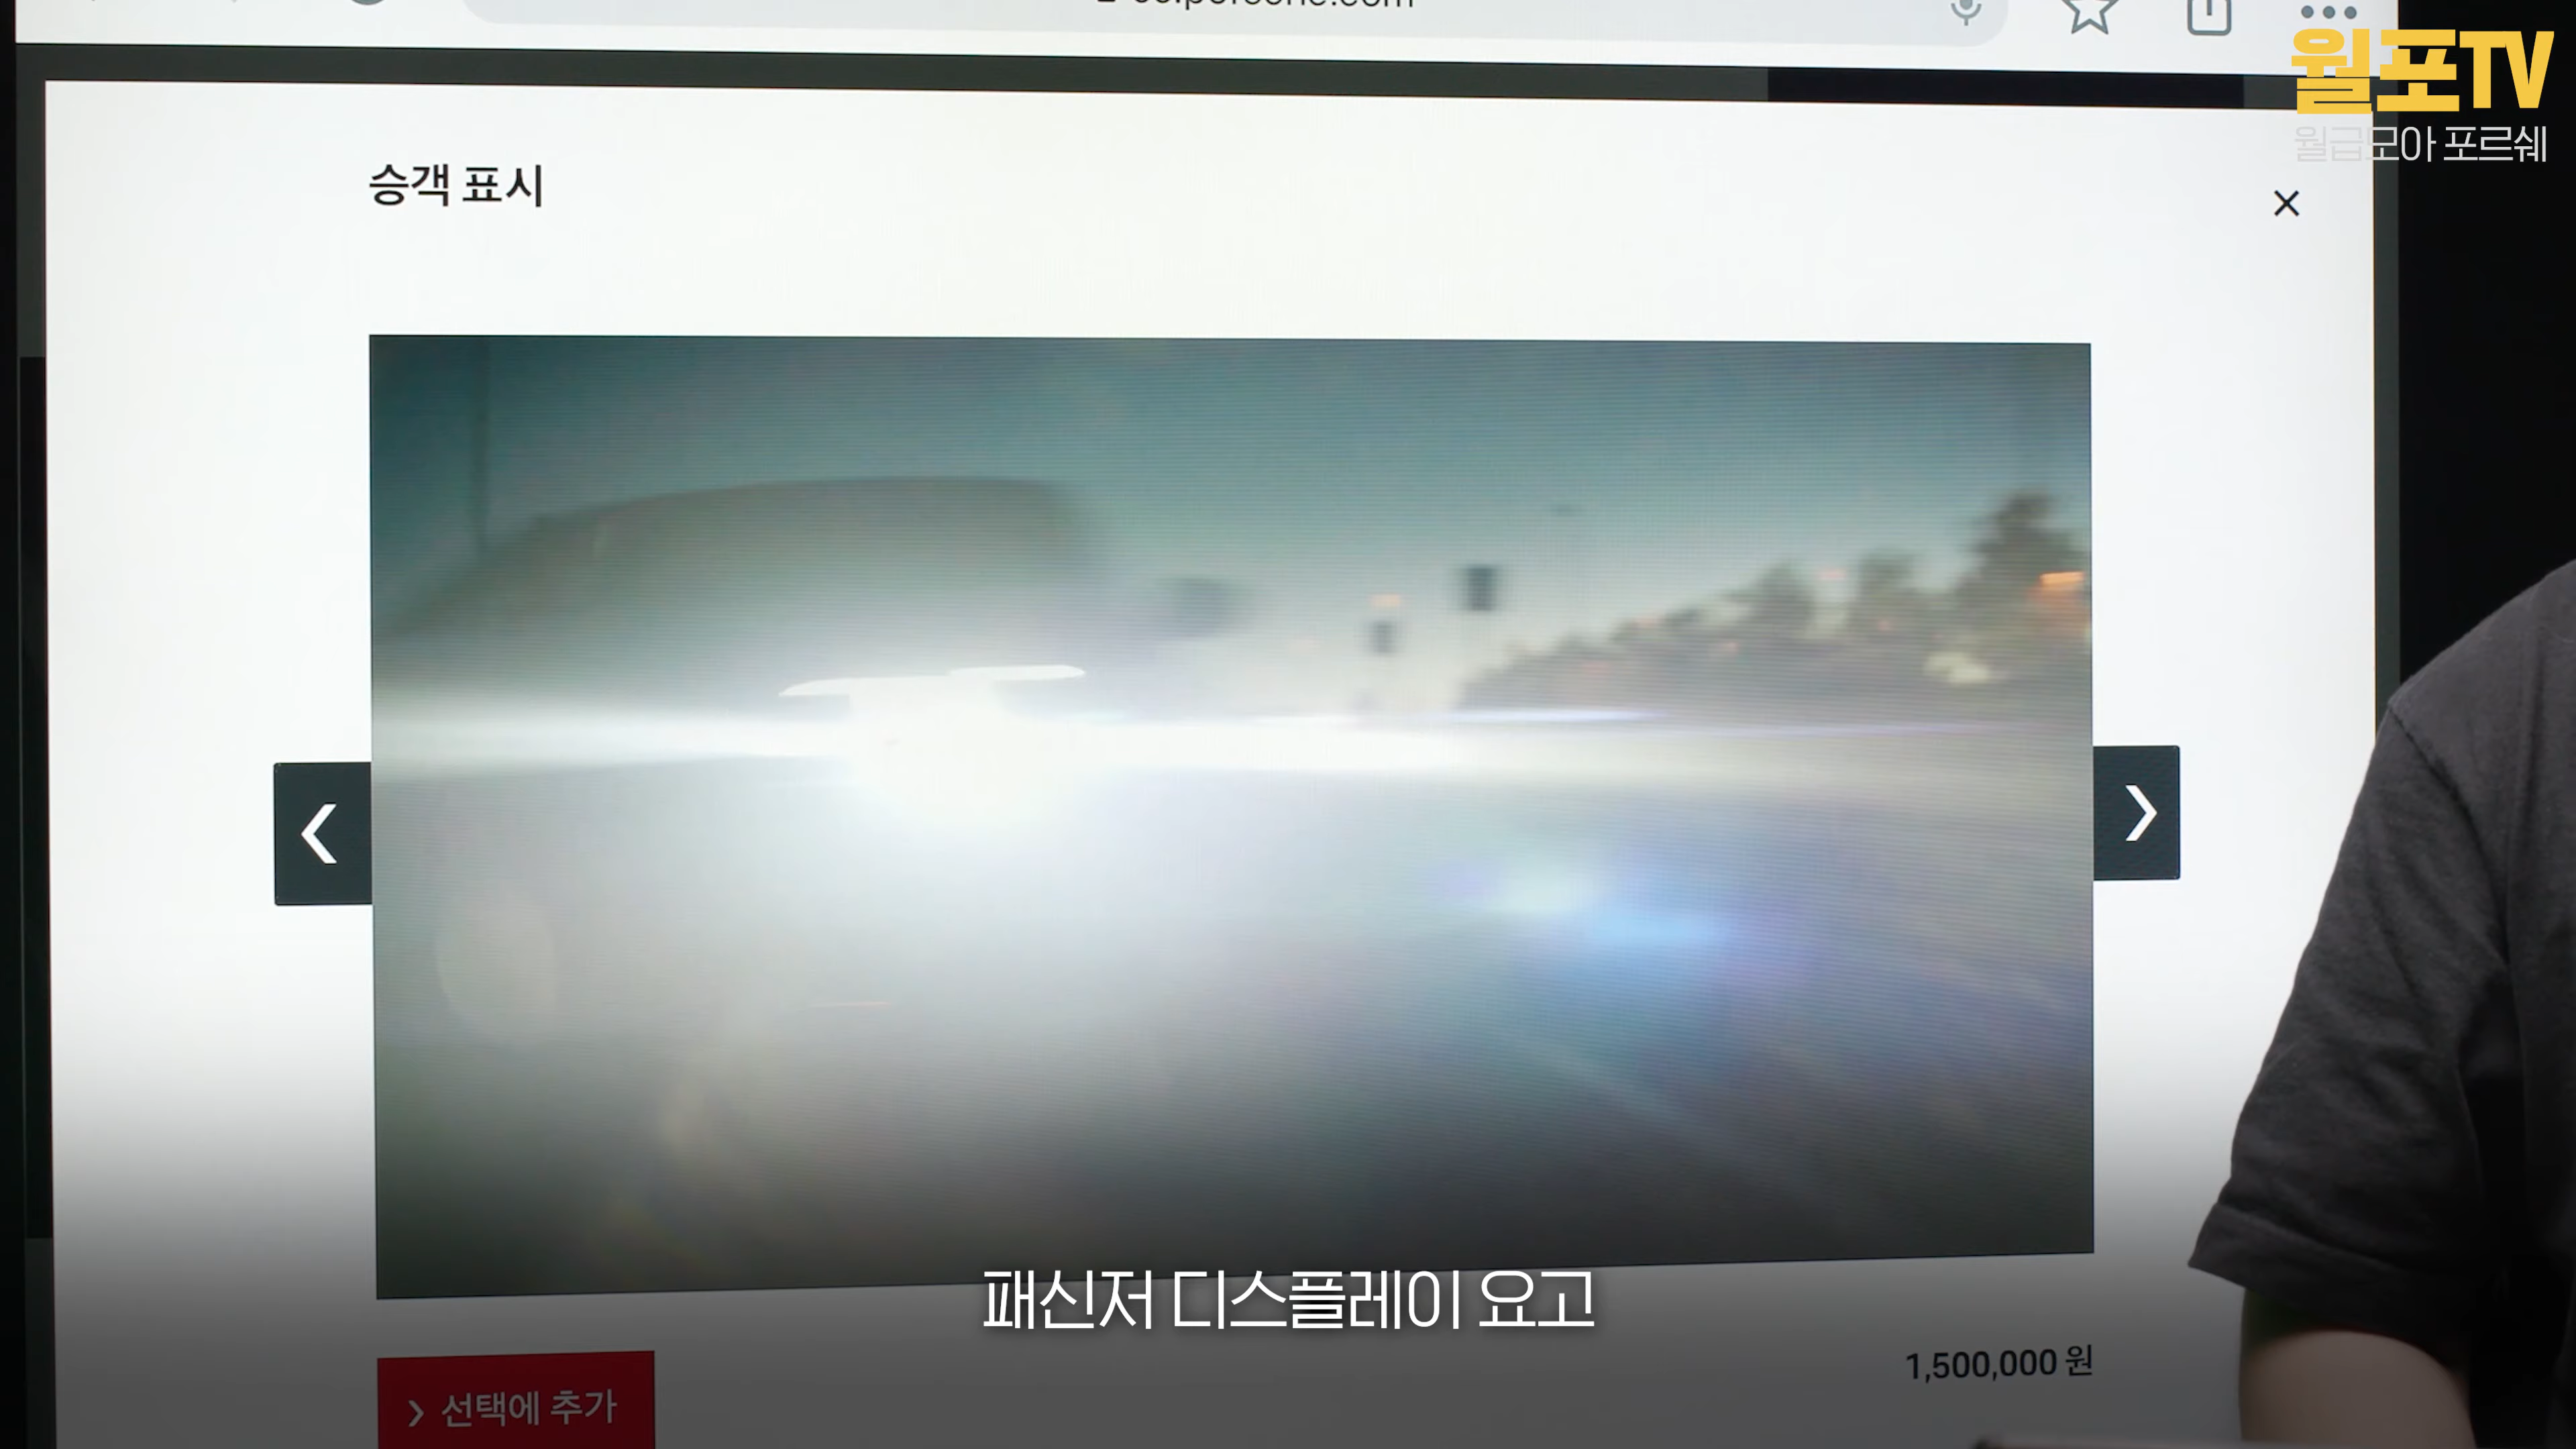 월포TV
월급모아 포르쉐
승객 표시
패신저 디스플레이 요고
1,500,000 원
선택에 추가